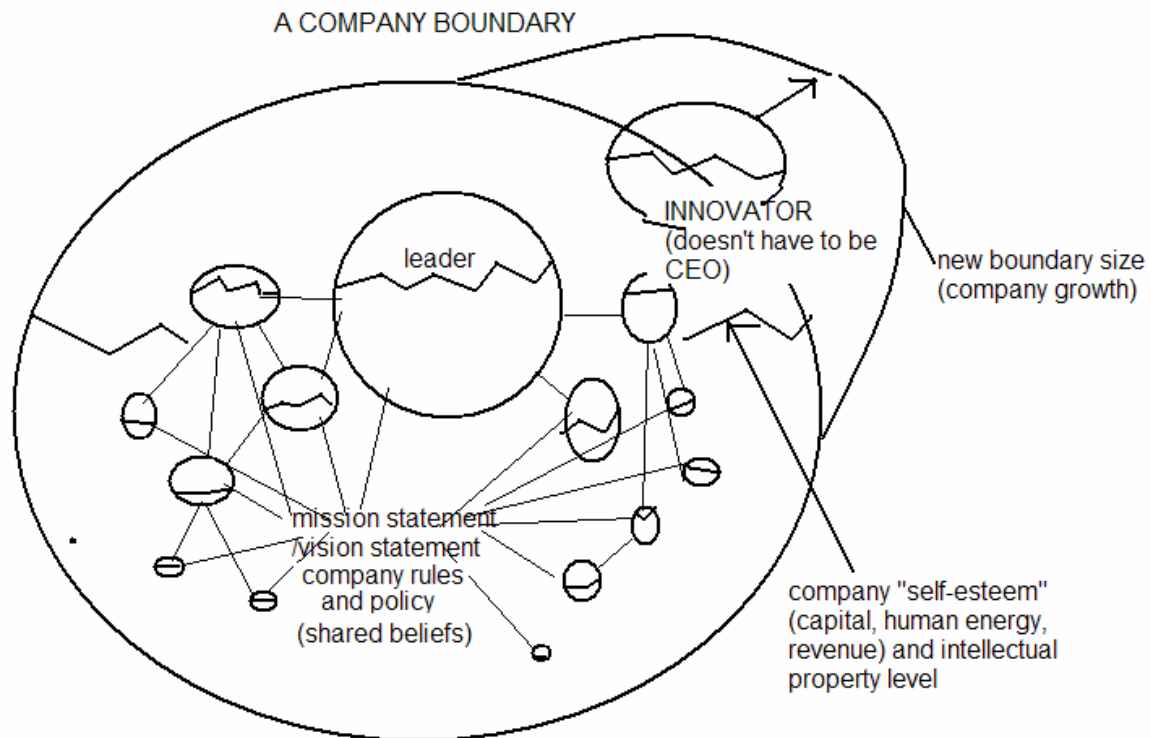 A COMPANY BOUNDARY
leader
INNOVATOR
(doesn't have to be
CEO)
new boundary size
(company growth)
mission statement
/vision statement
company rules
and policy
(shared beliefs)
company "self-esteem"
(capital, human energy,
revenue) and intellectual
property level